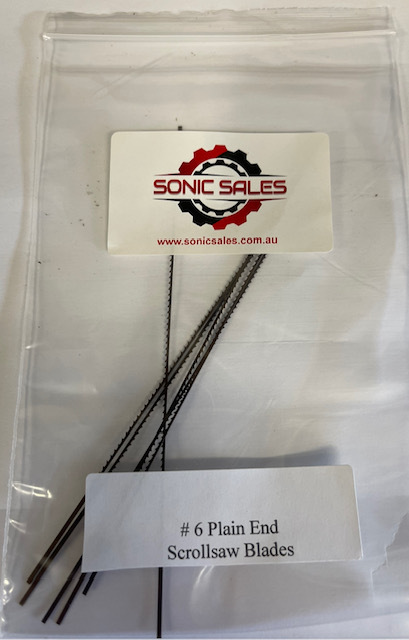 SONIC SALES
www.sonicsales.com.au
# 6 Plain End
Scrollsaw Blades